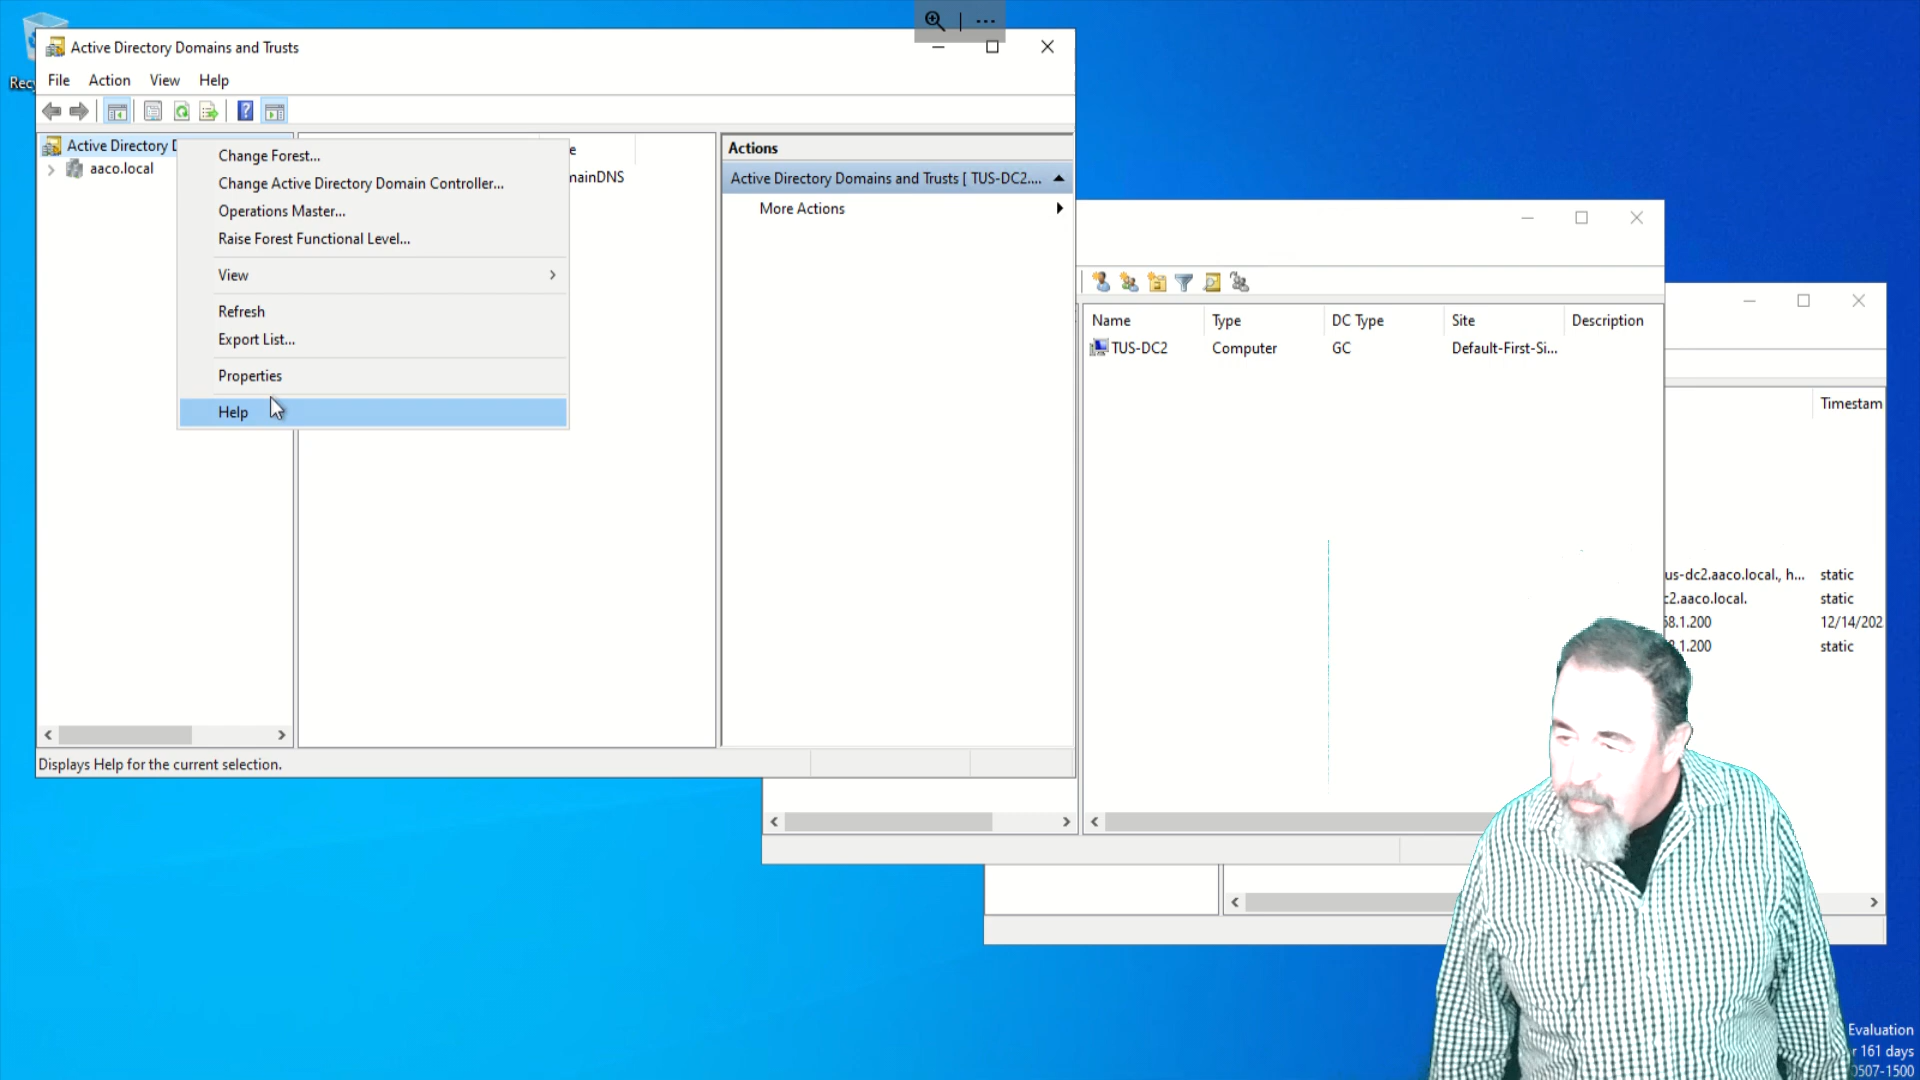 Active Directory Domains and Trusts
File Action View Help
Active Directory D
aaco.local
Change Forest...
Change Active Directory Domain Controller...
Operations Master...
Raise Forest Functional Level...
View
Refresh
Export List...
Properties
Help
e
mainDNS
Actions
Active Directory Domains and Trusts [ TUS-DC2....
More Actions
Displays Help for the current selection.
Name Type DC Type Site Description
TUS-DC2 Computer GC Default-First-Si...
Timestam
us-dc2.aaco.local., h... static
c2.aaco.local. static
58.1.200 12/14/202
8.1.200 static
Evaluation
r 161 days
0507-1500